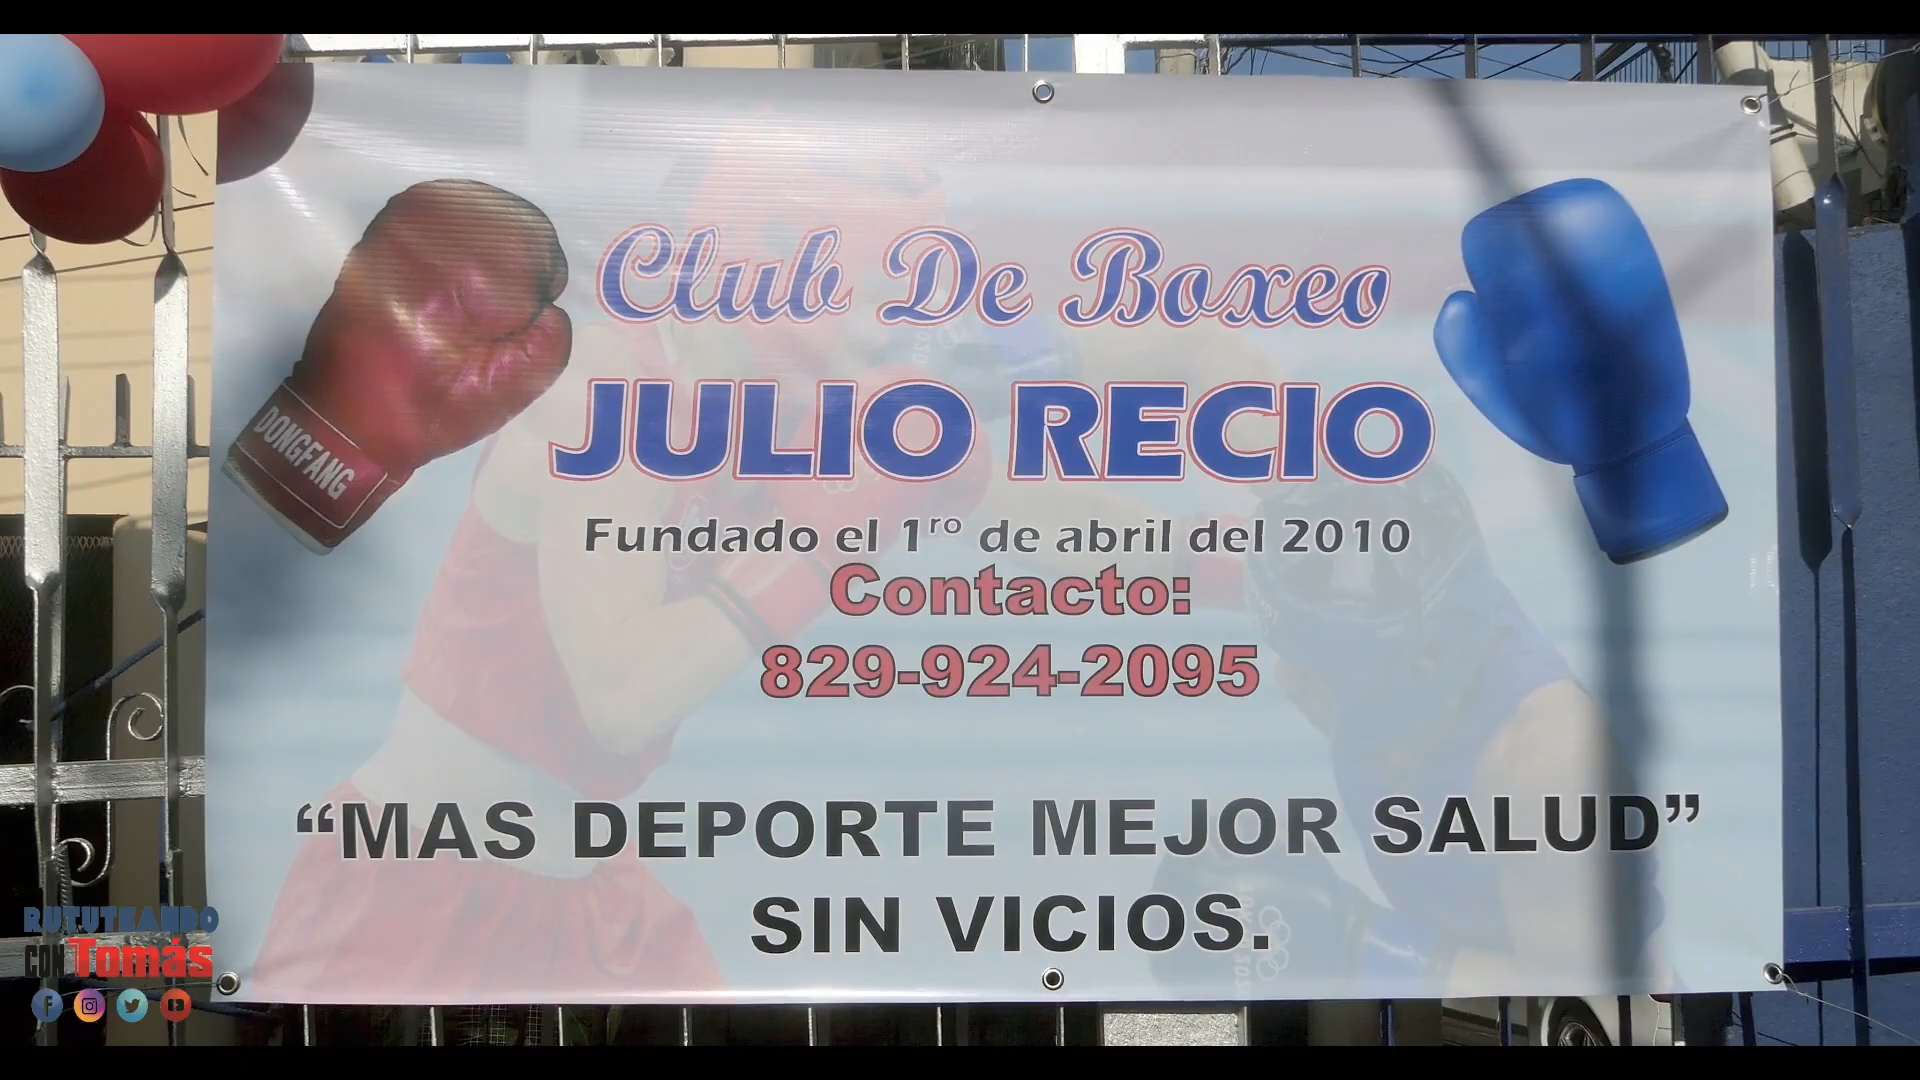 Club De Boxeo
JULIO RECIO
DONGFANG
Fundado el 1ro de abril del 2010
Contacto:
829-924-2095
“MAS DEPORTE MEJOR SALUD”
SIN VICIOS.
RUTUTEANDO
CON Tomás